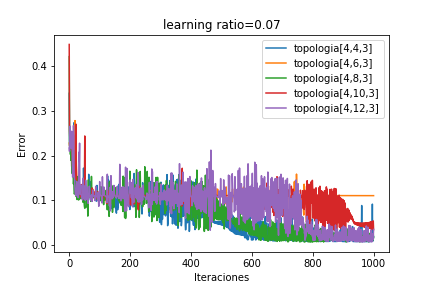 learning ratio=0.07
topologia[4,4,3]
topologia[4,6,3]
topologia[4,8,3]
topologia[4,10,3]
topologia[4,12,3]
Error
0.4
0.3
0.2
0.1
0.0
0 200 400 600 800 1000
Iteraciones